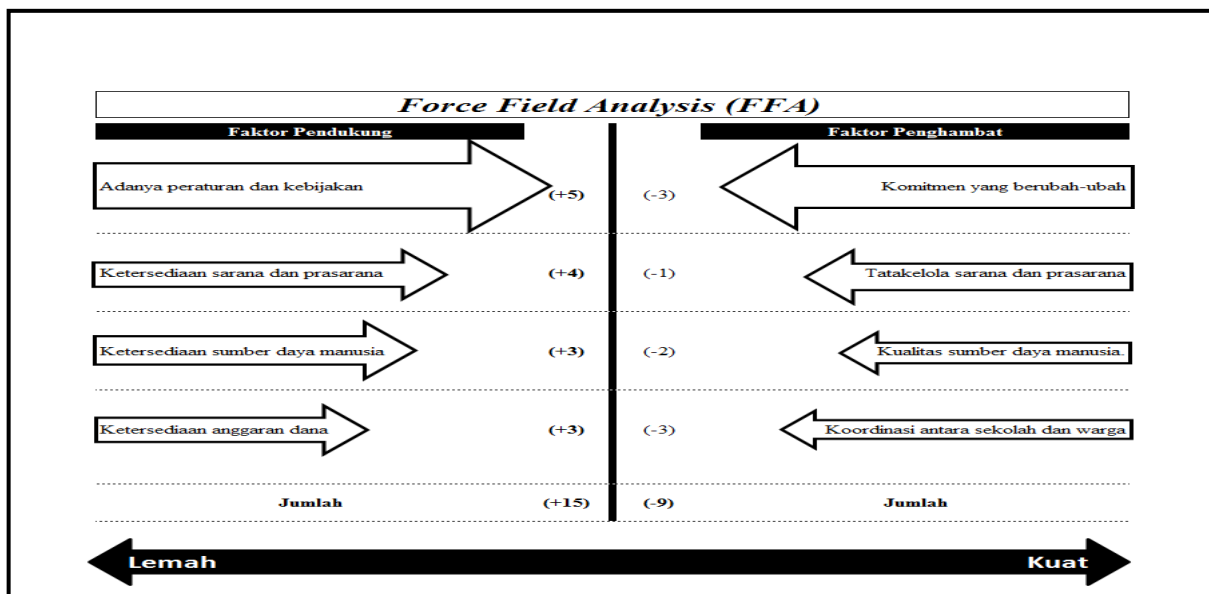 Force Field Analysis (FFA)
Faktor Pendukung
Faktor Penghambat
Adanya peraturan dan kebijakan
(+5)
(-3)
Komitmen yang berubah-ubah
Ketersediaan sarana dan prasarana
(+4)
(-1)
Tatakelola sarana dan prasarana
Ketersediaan sumber daya manusia
(+3)
(-2)
Kualitas sumber daya manusia.
Ketersediaan anggaran dana
(+3)
(-3)
Koordinasi antara sekolah dan warga
Jumlah
(+15)
(-9)
Jumlah
Lemah
Kuat